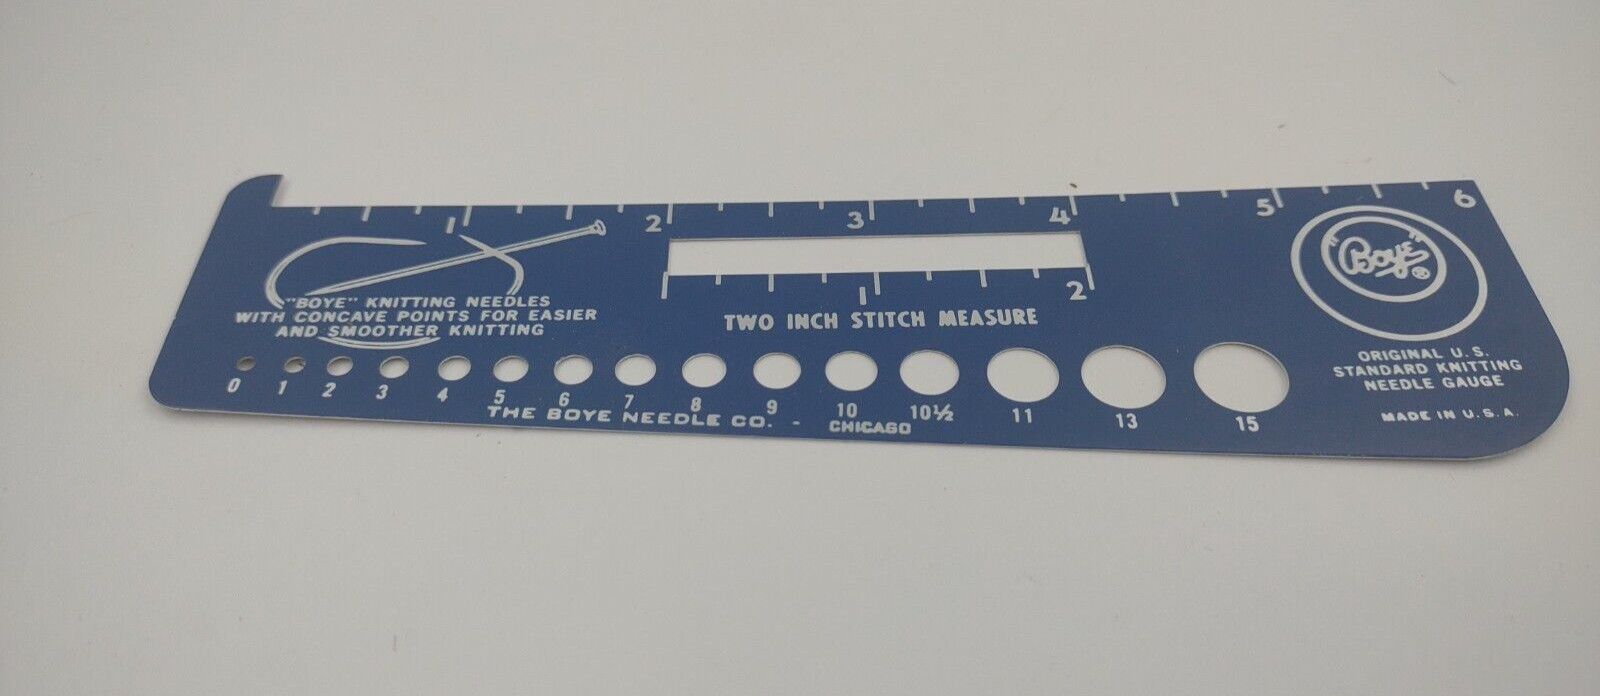 1 2 3 4 5 6
1 2
TWO INCH STITCH MEASURE
"BOYE" KNITTING NEEDLES
WITH CONCAVE POINTS FOR EASIER
AND SMOOTHER KNITTING
"Boye" ®
ORIGINAL U.S.
STANDARD KNITTING
NEEDLE GAUGE
MADE IN U.S.A.
0 1 2 3 4 5 6 7 8 9 10 10½ 11 13 15
THE BOYE NEEDLE CO. - CHICAGO